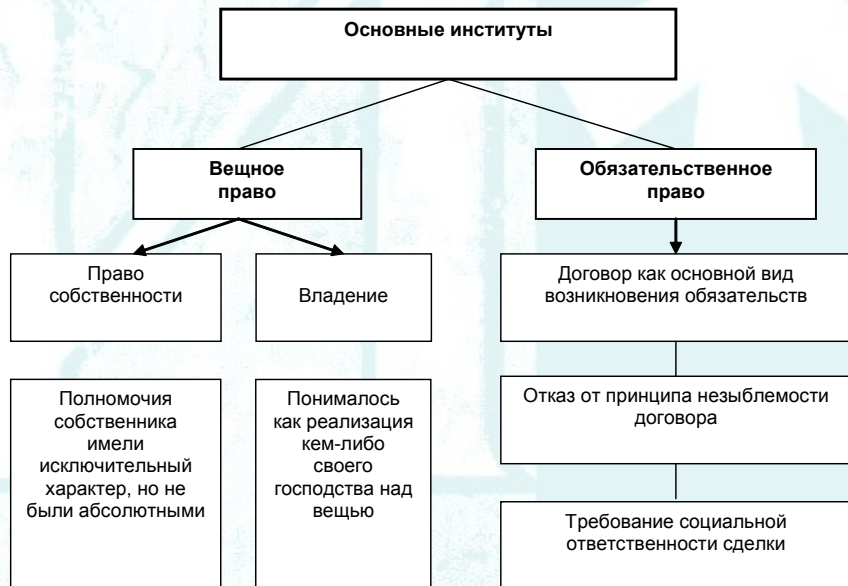 Основные институты
Вещное
право
Обязательственное
право
Право
собственности
Владение
Договор как основной вид
возникновения обязательств
Полномочия
собственника
имели
исключительный
характер, но не
были абсолютными
Понималось
как реализация
кем-либо
своего
господства над
вещью
Отказ от принципа незыблемости
договора
Требование социальной
ответственности сделки